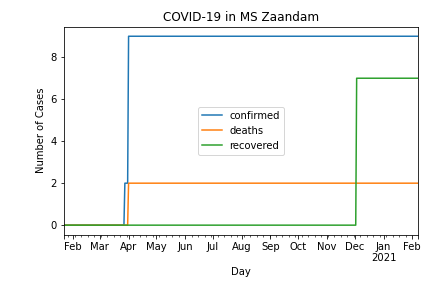 COVID-19 in MS Zaandam
Number of Cases
8
6
4
2
0
confirmed
deaths
recovered
Feb Mar Apr May Jun Jul Aug Sep Oct Nov Dec Jan Feb
2021
Day